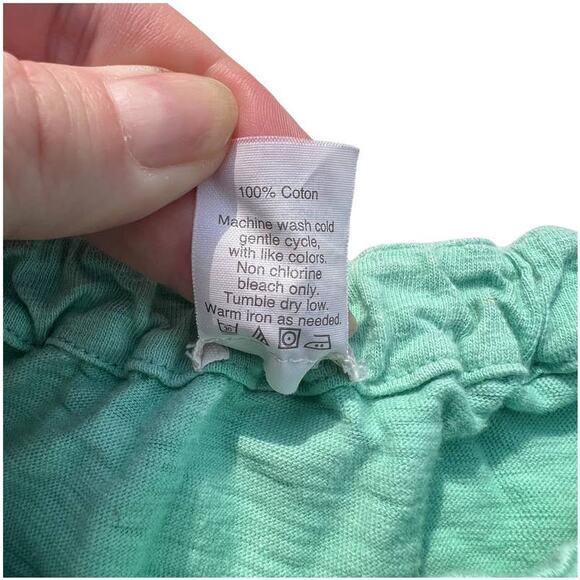 100% Coton
Machine wash cold
gentle cycle,
with like colors.
Non chlorine
bleach only.
Tumble dry low.
Warm iron as needed.